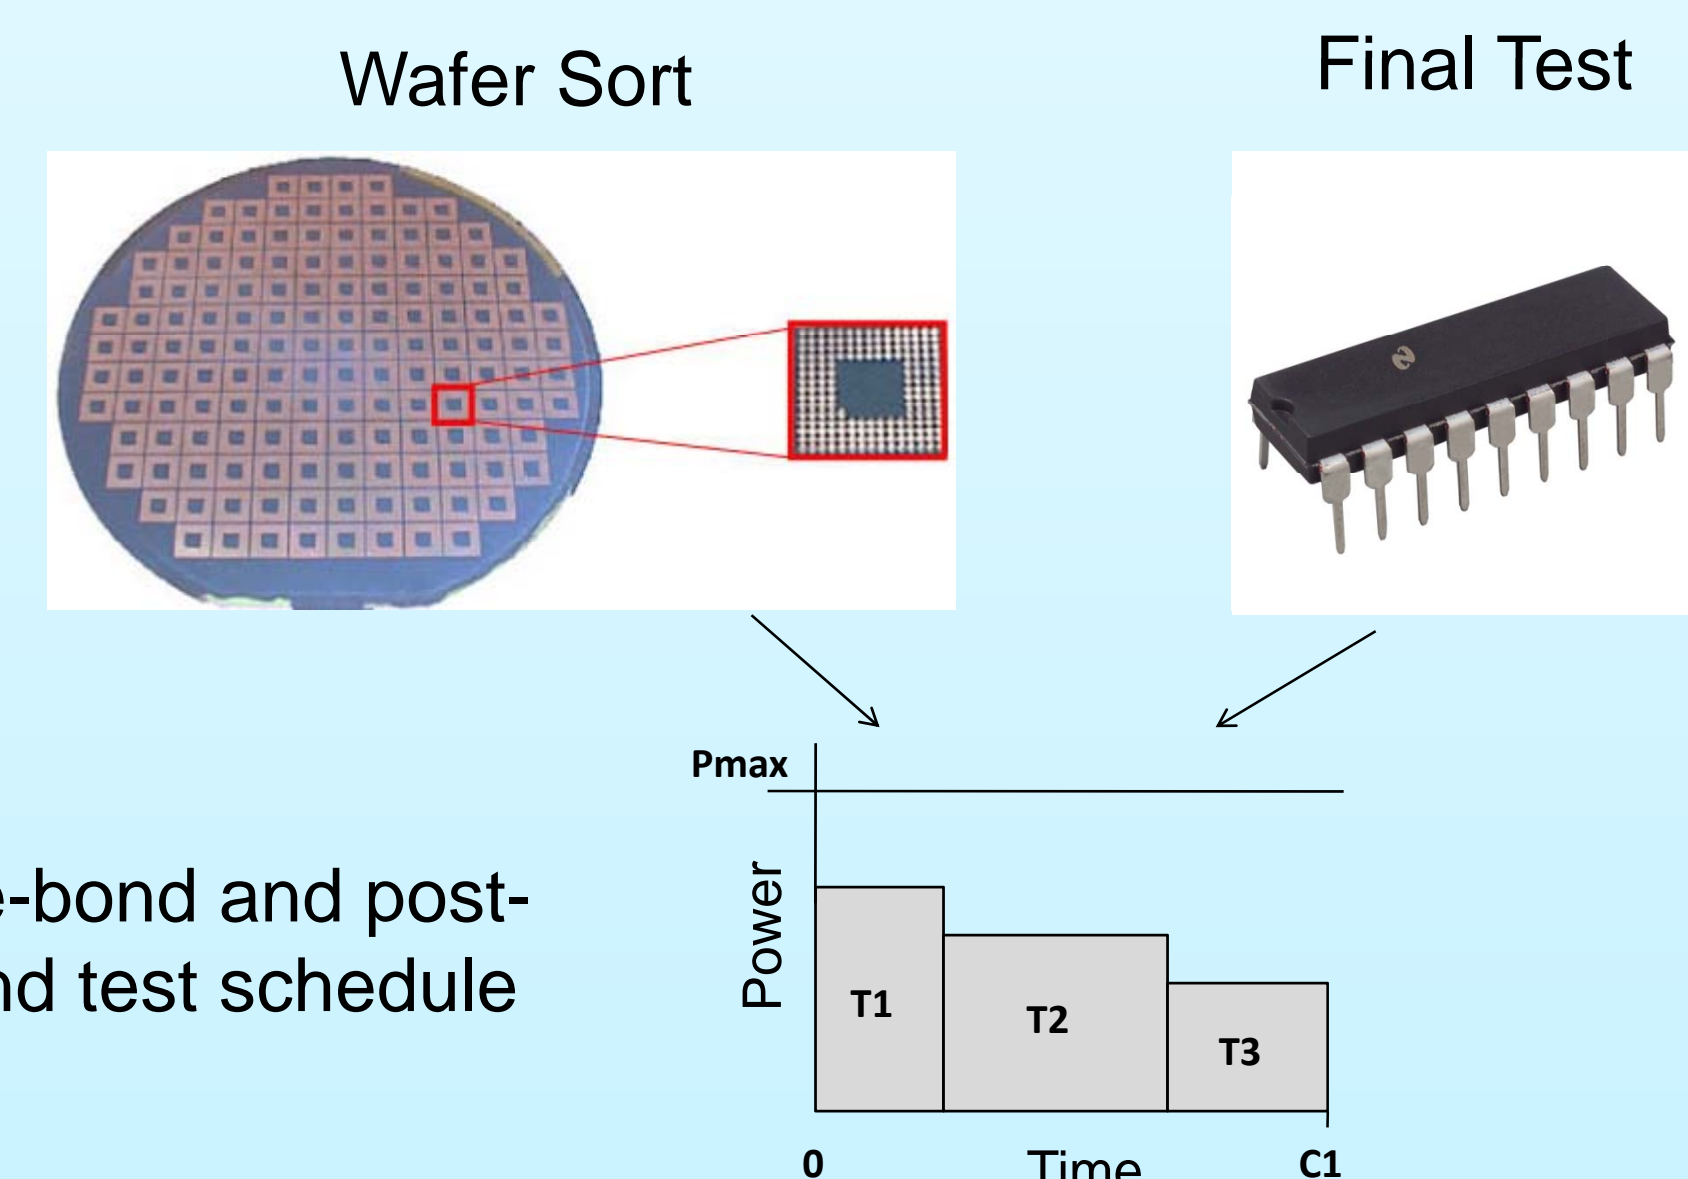 Wafer Sort
Final Test
Pmax
Power
e-bond and post-
nd test schedule
T1
T2
T3
0
Time
C1